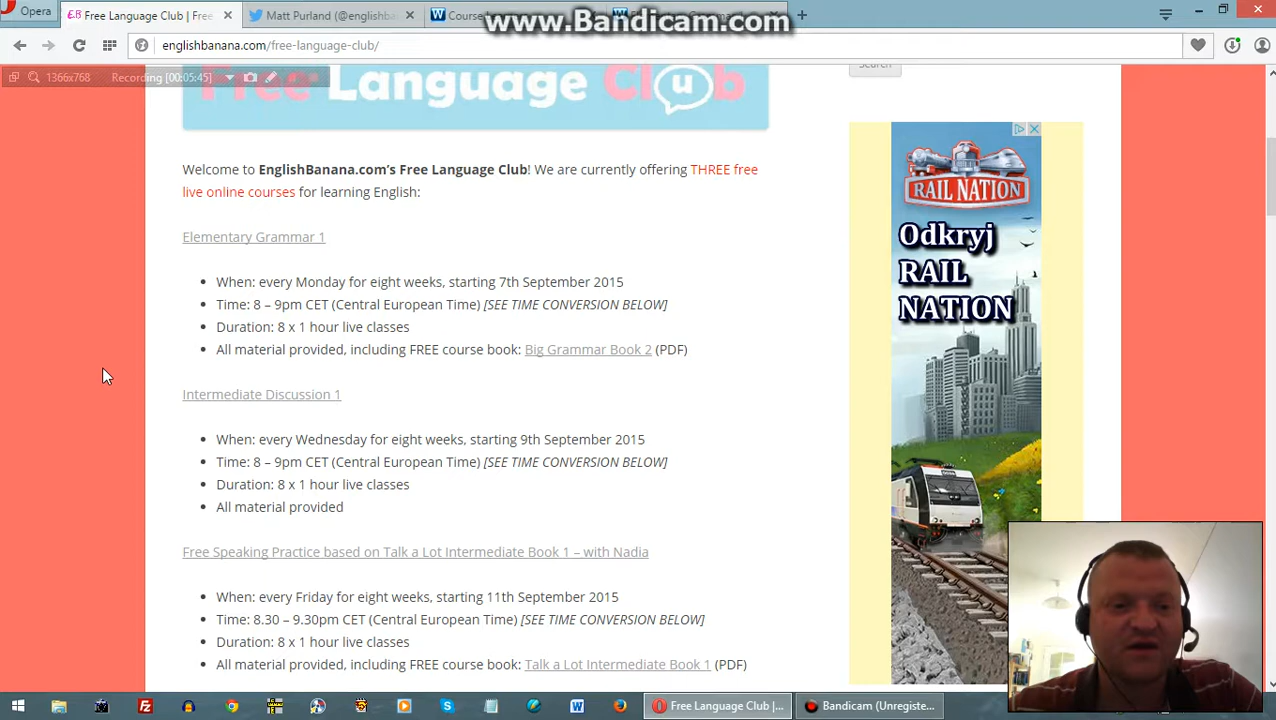 Opera
Free Language Club | Free
Matt Purland (@englishba
Course
www.Bandicam.com
englishbanana.com/free-language-club/
1366x768
Recording [00:05:45]
Free Language Club
u
Search
Welcome to EnglishBanana.com's Free Language Club! We are currently offering THREE free
live online courses for learning English:
Elementary Grammar 1
When: every Monday for eight weeks, starting 7th September 2015
Time: 8 – 9pm CET (Central European Time) [SEE TIME CONVERSION BELOW]
Duration: 8 x 1 hour live classes
All material provided, including FREE course book: Big Grammar Book 2 (PDF)
Intermediate Discussion 1
When: every Wednesday for eight weeks, starting 9th September 2015
Time: 8 – 9pm CET (Central European Time) [SEE TIME CONVERSION BELOW]
Duration: 8 x 1 hour live classes
All material provided
Free Speaking Practice based on Talk a Lot Intermediate Book 1 – with Nadia
When: every Friday for eight weeks, starting 11th September 2015
Time: 8.30 – 9.30pm CET (Central European Time) [SEE TIME CONVERSION BELOW]
Duration: 8 x 1 hour live classes
All material provided, including FREE course book: Talk a Lot Intermediate Book 1 (PDF)
RAIL NATION
Odkryj
RAIL
NATION
Free Language Club |...
Bandicam (Unregiste...